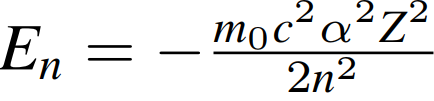 $E_n = -\frac{m_0 c^2 \alpha^2 Z^2}{2n^2}$